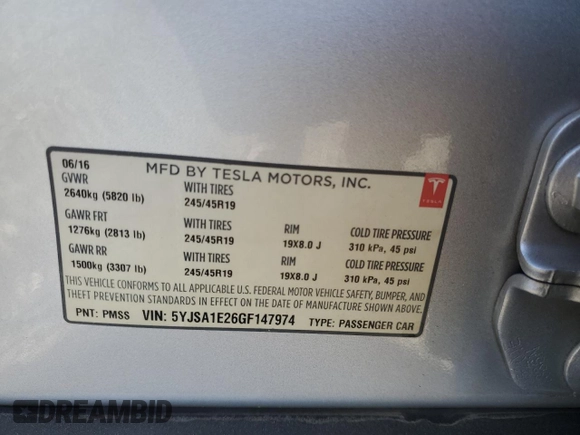 06/16 MFD BY TESLA MOTORS, INC.
GVWR WITH TIRES
2640kg (5820 lb) 245/45R19
TESLA
GAWR FRT WITH TIRES RIM COLD TIRE PRESSURE
1276kg (2813 lb) 245/45R19 19X8.0 J 310 kPa, 45 psi
GAWR RR WITH TIRES RIM COLD TIRE PRESSURE
1500kg (3307 lb) 245/45R19 19X8.0 J 310 kPa, 45 psi
THIS VEHICLE CONFORMS TO ALL APPLICABLE U.S. FEDERAL MOTOR VEHICLE SAFETY, BUMPER, AND
THEFT PREVENTION STANDARDS IN EFFECT ON THE DATE OF MANUFACTURE SHOWN ABOVE.
PNT: PMSS VIN: 5YJSA1E26GF147974 TYPE: PASSENGER CAR
DREAMBID